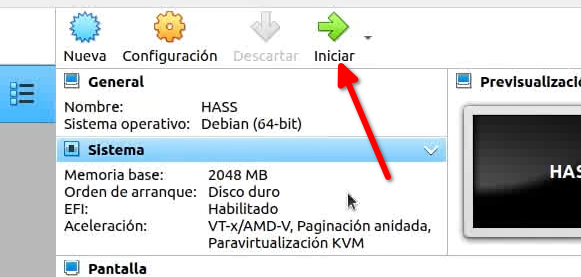 Nueva Configuración Descartar Iniciar
General
Nombre: HASS
Sistema operativo: Debian (64-bit)
Sistema
Memoria base: 2048 MB
Orden de arranque: Disco duro
EFI: Habilitado
Aceleración: VT-x/AMD-V, Paginación anidada,
Paravirtualización KVM
Pantalla
Previsualizació
HAS